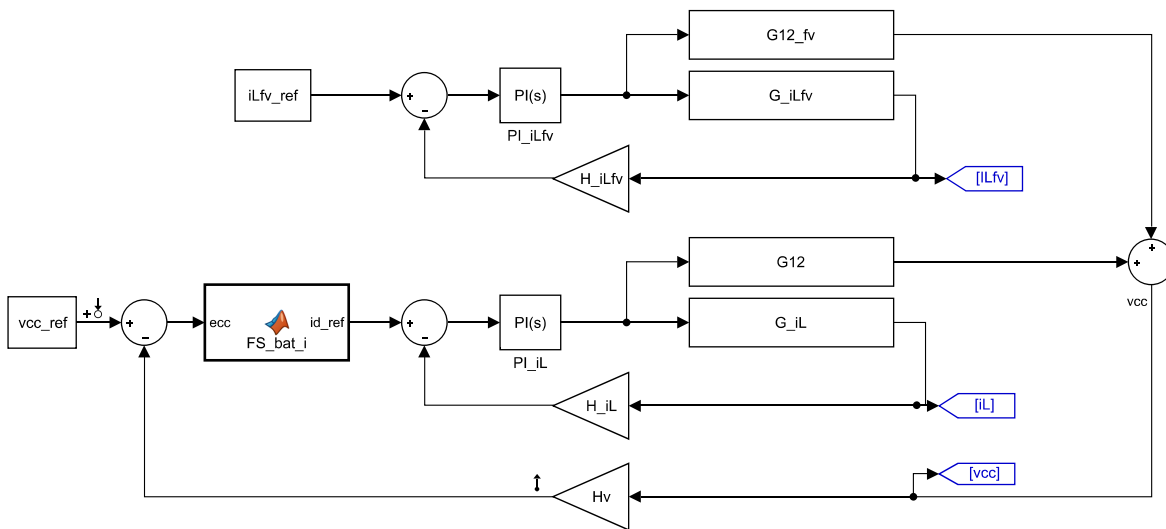 G12_fv
iLfv_ref
PI(s)
G_iLfv
PI_iLfv
H_iLfv
[ILfv]
G12
vcc
vcc_ref
ecc
id_ref
FS_bat_i
PI(s)
G_iL
PI_iL
H_iL
[iL]
[vcc]
Hv